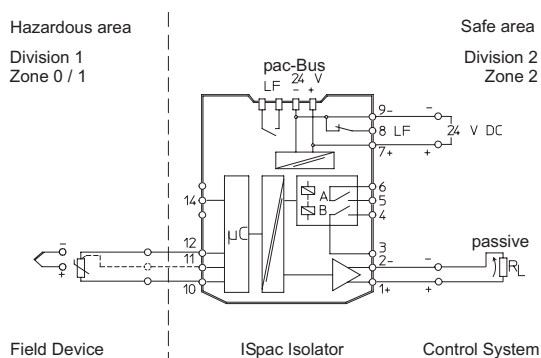 Hazardous area
Safe area
Division 1
Zone 0 / 1
Division 2
Zone 2
pac-Bus
LF 24 V
- +
9-
-
8 LF
24 V DC
7+
+
6
A
5
14
B
4
µC
12
3
passive
-
11
2-
-
RL
+
10
1+
+
Field Device
ISpac Isolator
Control System